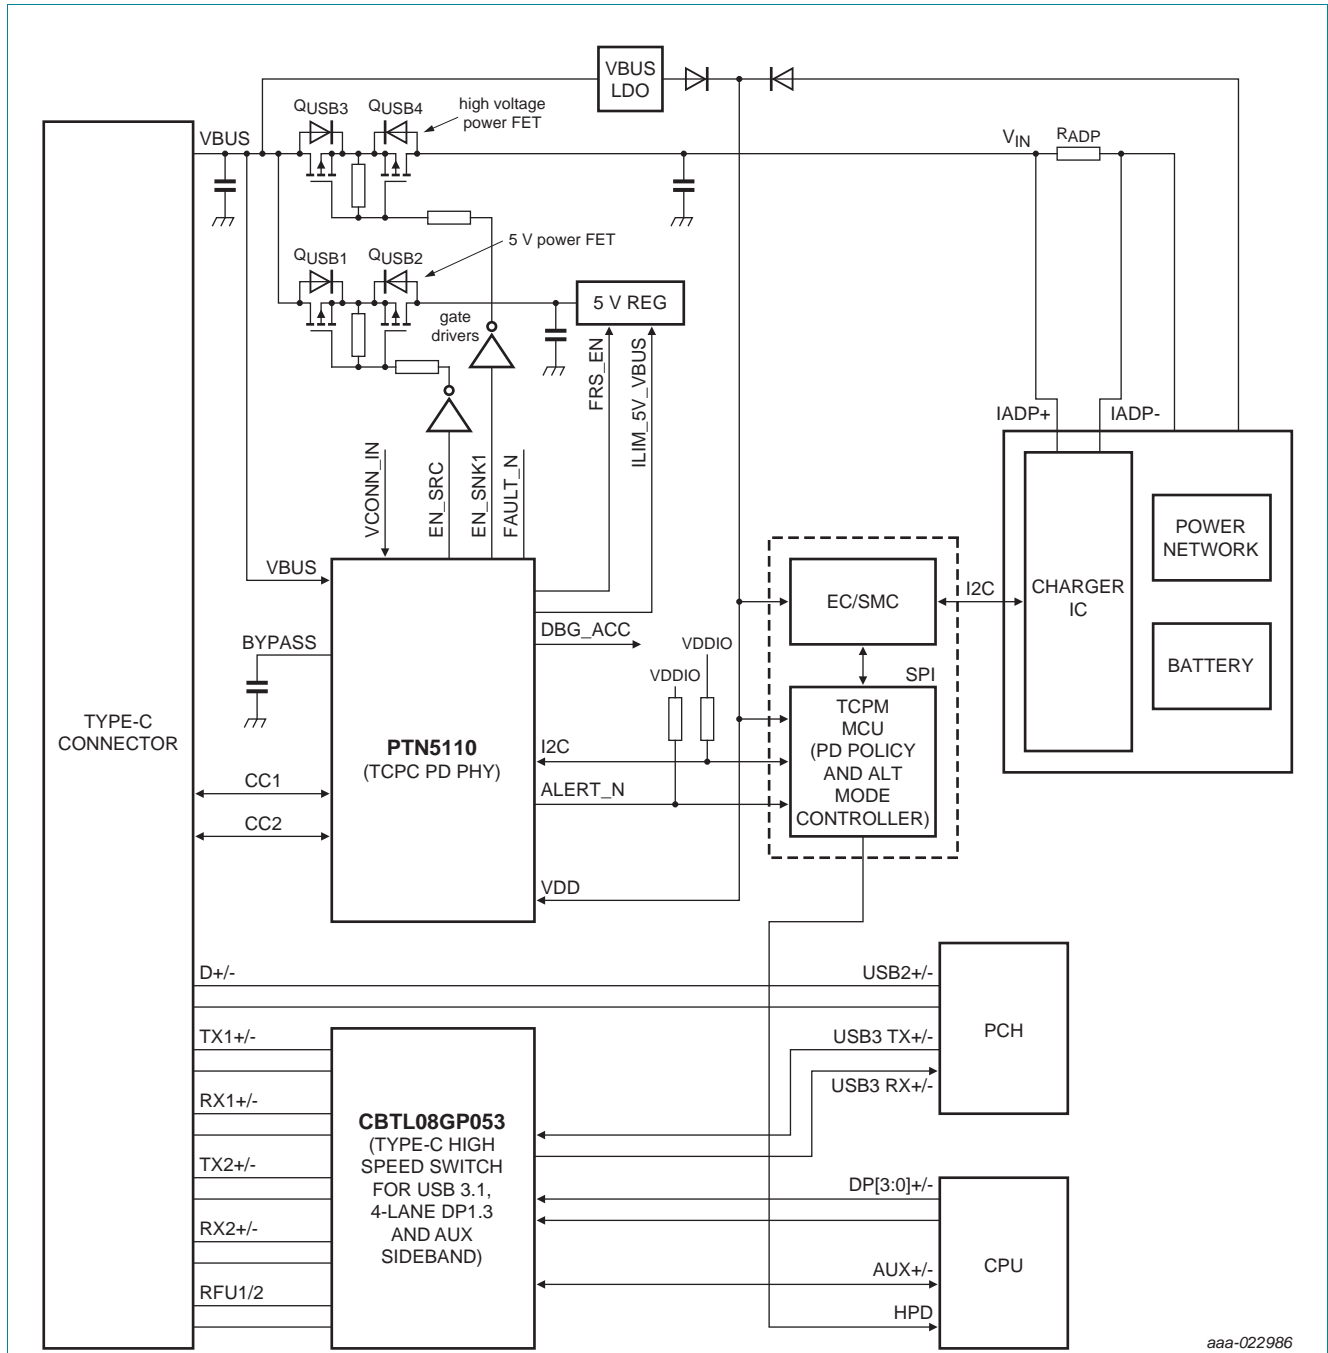 VBUS
LDO
QUSB3
QUSB4
high voltage
power FET
VBUS
VIN
RADP
5 V power FET
QUSB1
QUSB2
5 V REG
gate
drivers
FRS_EN
ILIM_5V_VBUS
IADP+
IADP-
VCONN_IN
EN_SRC
EN_SNK1
FAULT_N
POWER
NETWORK
VBUS
EC/SMC
I2C
CHARGER
IC
DBG_ACC
BYPASS
VDDIO
VDDIO
SPI
BATTERY
TYPE-C
CONNECTOR
PTN5110
(TCPC PD PHY)
TCPM
MCU
(PD POLICY
AND ALT
MODE
CONTROLLER)
I2C
CC1
ALERT_N
CC2
VDD
D+/-
USB2+/-
PCH
TX1+/-
USB3 TX+/-
USB3 RX+/-
RX1+/-
CBTL08GP053
(TYPE-C HIGH
SPEED SWITCH
FOR USB 3.1,
4-LANE DP1.3
AND AUX
SIDEBAND)
TX2+/-
DP[3:0]+/-
RX2+/-
CPU
AUX+/-
RFU1/2
HPD
aaa-022986